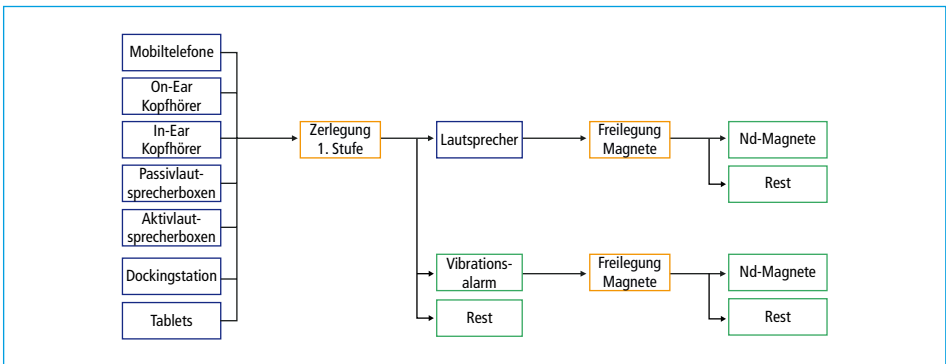 Mobiltelefone
On-Ear
Kopfhörer
In-Ear
Kopfhörer
Passivlaut-
sprecherboxen
Aktivlaut-
sprecherboxen
Dockingstation
Tablets
Zerlegung
1. Stufe
Lautsprecher
Freilegung
Magnete
Nd-Magnete
Rest
Vibrations-
alarm
Freilegung
Magnete
Nd-Magnete
Rest
Rest